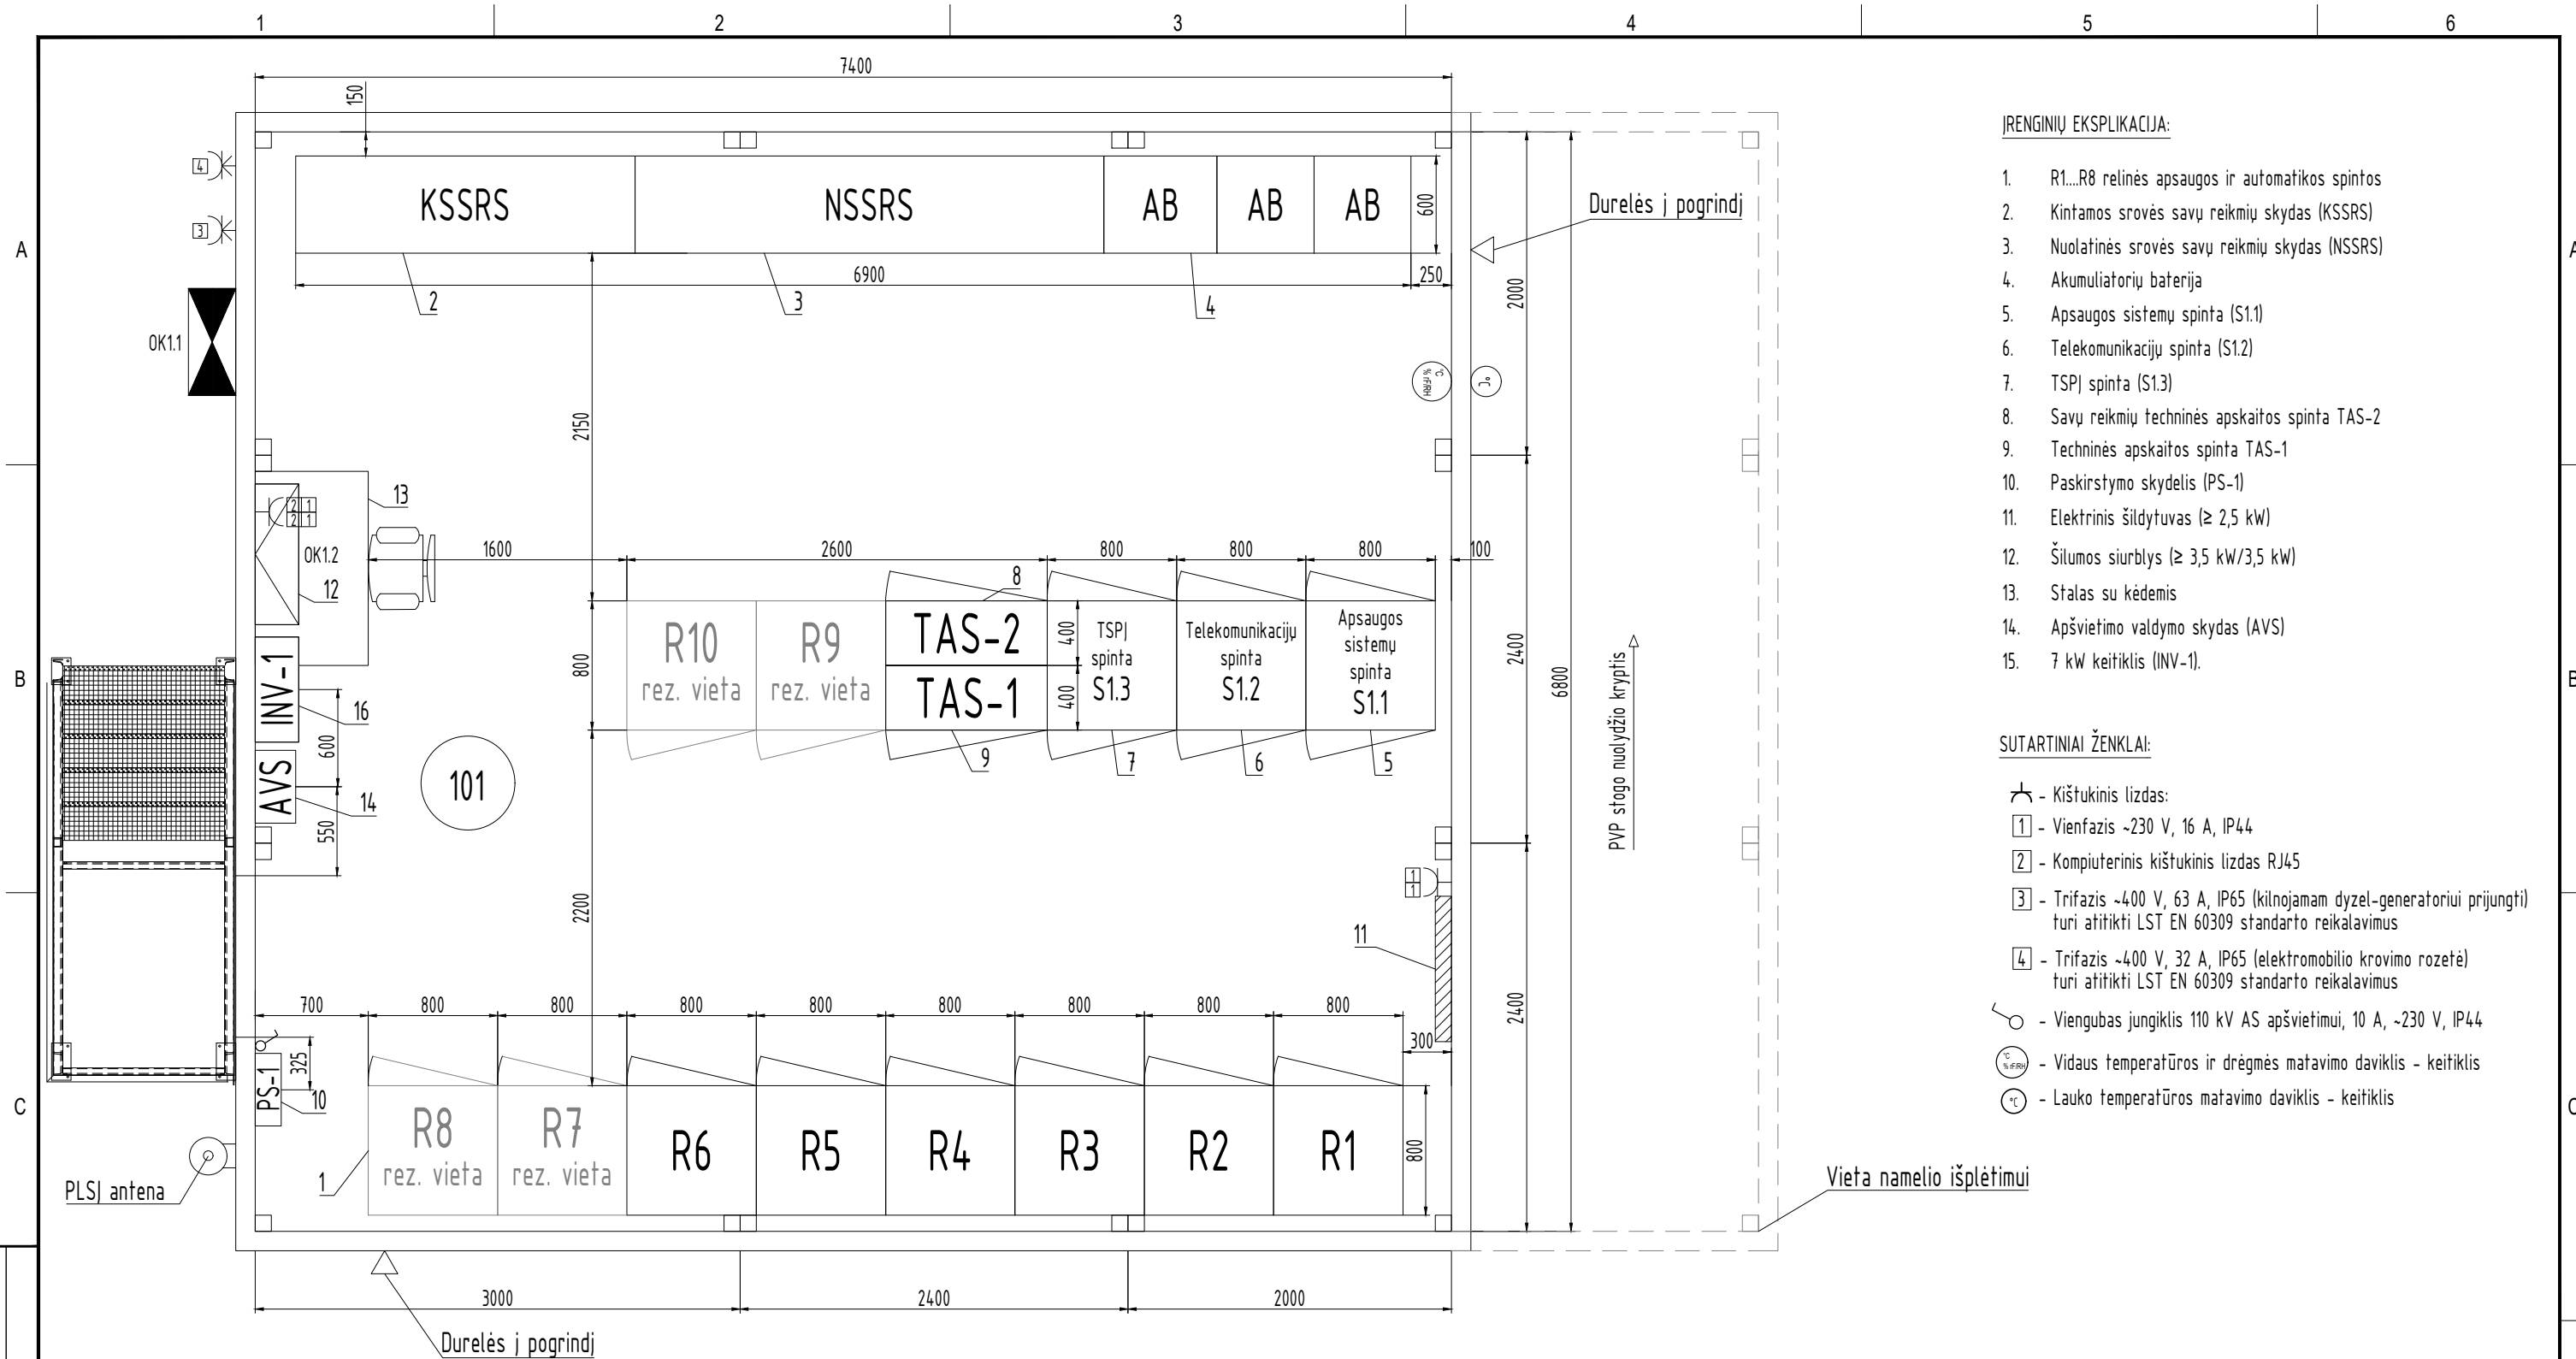 1 2 3 4 5 6
7400
150
ĮRENGINIŲ EKSPLIKACIJA:
1. R1....R8 relinės apsaugos ir automatikos spintos
2. Kintamos srovės savų reikmių skydas (KSSRS)
3. Nuolatinės srovės savų reikmių skydas (NSSRS)
4. Akumuliatorių baterija
5. Apsaugos sistemų spinta (S1.1)
6. Telekomunikacijų spinta (S1.2)
7. TSPĮ spinta (S1.3)
8. Savų reikmių techninės apskaitos spinta TAS-2
9. Techninės apskaitos spinta TAS-1
10. Paskirstymo skydelis (PS-1)
11. Elektrinis šildytuvas (≥ 2,5 kW)
12. Šilumos siurblys (≥ 3,5 kW/3,5 kW)
13. Stalas su kėdemis
14. Apšvietimo valdymo skydas (AVS)
15. 7 kW keitiklis (INV-1).
SUTARTINIAI ŽENKLAI:
- Kištukinis lizdas:
1 - Vienfazis ~230 V, 16 A, IP44
2 - Kompiuterinis kištukinis lizdas RJ45
3 - Trifazis ~400 V, 63 A, IP65 (kilnojamam dyzel-generatoriui prijungti)
turi atitikti LST EN 60309 standarto reikalavimus
4 - Trifazis ~400 V, 32 A, IP65 (elektromobilio krovimo rozetė)
turi atitikti LST EN 60309 standarto reikalavimus
- Viengubas jungiklis 110 kV AS apšvietimui, 10 A, ~230 V, IP44
°C
% rF/RH
- Vidaus temperatūros ir drėgmės matavimo daviklis - keitiklis
°C - Lauko temperatūros matavimo daviklis - keitiklis
A
4
3
KSSRS NSSRS AB AB AB
600
Durelės į pogrindį
A
6900 250
2 3 4
2000
OK1.1
°C
% rF/RH
°C
2150
13
2 1
2 1
OK1.2
12
1600 2600 800 800 800 100
8
B
R10
rez. vieta
R9
rez. vieta
TAS-2
TAS-1
400
400
TSPĮ
spinta
S1.3
Telekomunikacijų
spinta
S1.2
Apsaugos
sistemų
spinta
S1.1
800
9 7 6 5
2400
6800
PVP stogo nuolydžio kryptis
B
INV-1
16
600
AVS
14
550
101
2200
1
1
11
2400
700 800 800 800 800 800 800 800 800
300
325
PS-1
10
C
R8
rez. vieta
R7
rez. vieta
R6 R5 R4 R3 R2 R1
800
1
PLSĮ antena
Vieta namelio išplėtimui
C
3000 2400 2000
Durelės į pogrindį